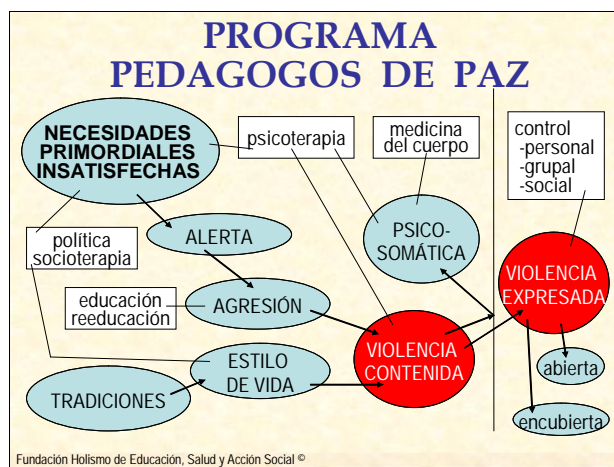 PROGRAMA
PEDAGOGOS DE PAZ
NECESIDADES
PRIMORDIALES
INSATISFECHAS
psicoterapia
medicina
del cuerpo
control
-personal
-grupal
-social
política
socioterapia
ALERTA
PSICO-
SOMÁTICA
VIOLENCIA
EXPRESADA
educación
reeducación
AGRESIÓN
ESTILO
DE VIDA
VIOLENCIA
CONTENIDA
abierta
TRADICIONES
encubierta
Fundación Holismo de Educación, Salud y Acción Social ©